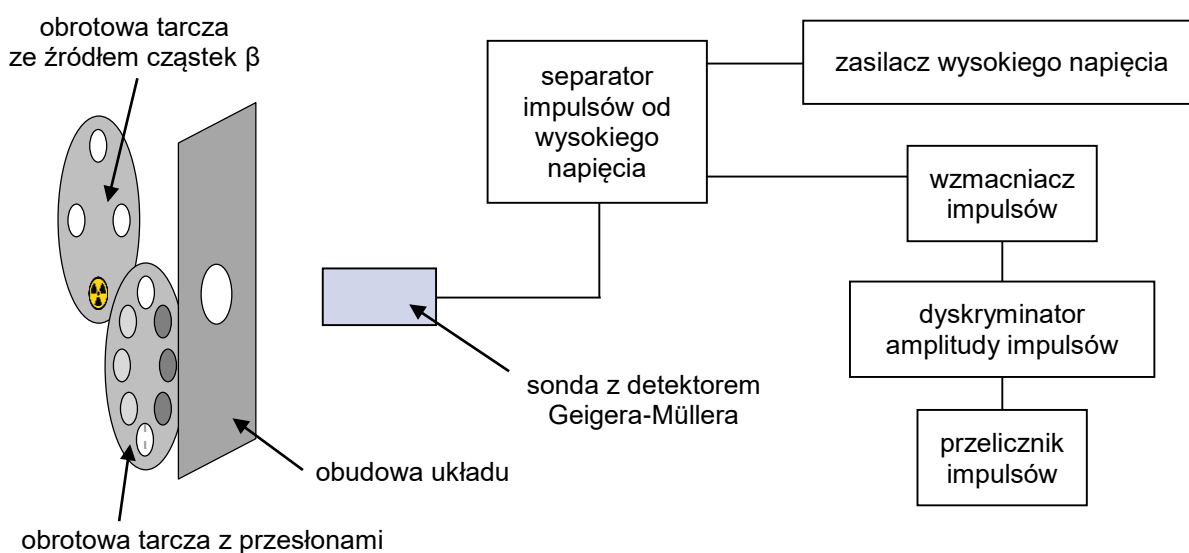 obrotowa tarcza
ze źródłem cząstek β
separator
impulsów od
wysokiego
napięcia
zasilacz wysokiego napięcia
wzmacniacz
impulsów
dyskryminator
amplitudy impulsów
sonda z detektorem
Geigera-Müllera
przelicznik
impulsów
obudowa układu
obrotowa tarcza z przesłonami